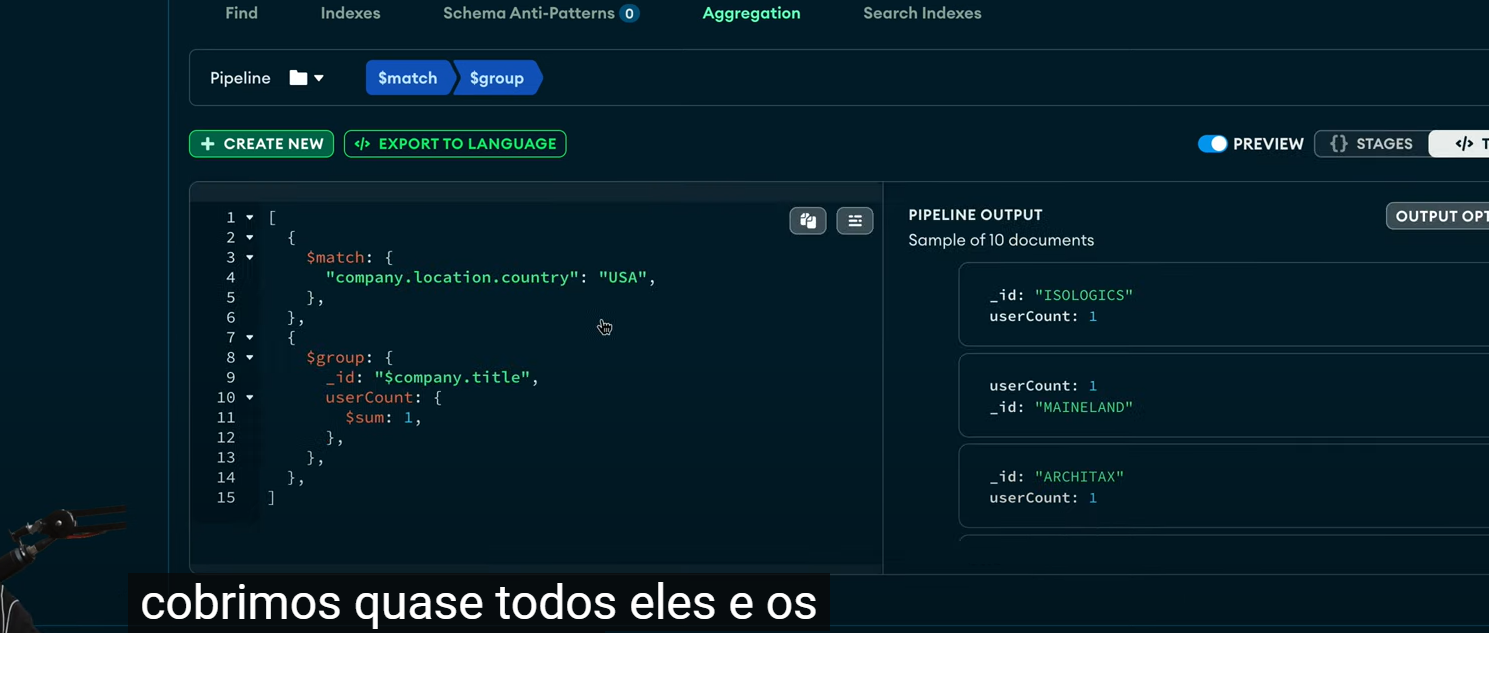 Find Indexes Schema Anti-Patterns 0 Aggregation Search Indexes
Pipeline $match $group
+ CREATE NEW </> EXPORT TO LANGUAGE PREVIEW {} STAGES </> T
1 [
2 {
3 $match: {
4 "company.location.country": "USA",
5 },
6 },
7 {
8 $group: {
9 _id: "$company.title",
10 userCount: {
11 $sum: 1,
12 },
13 },
14 },
15 ]
PIPELINE OUTPUT
OUTPUT OPT
Sample of 10 documents
_id: "ISOLOGICS"
userCount: 1
userCount: 1
_id: "MAINELAND"
_id: "ARCHITAX"
userCount: 1
cobrimos quase todos eles e os